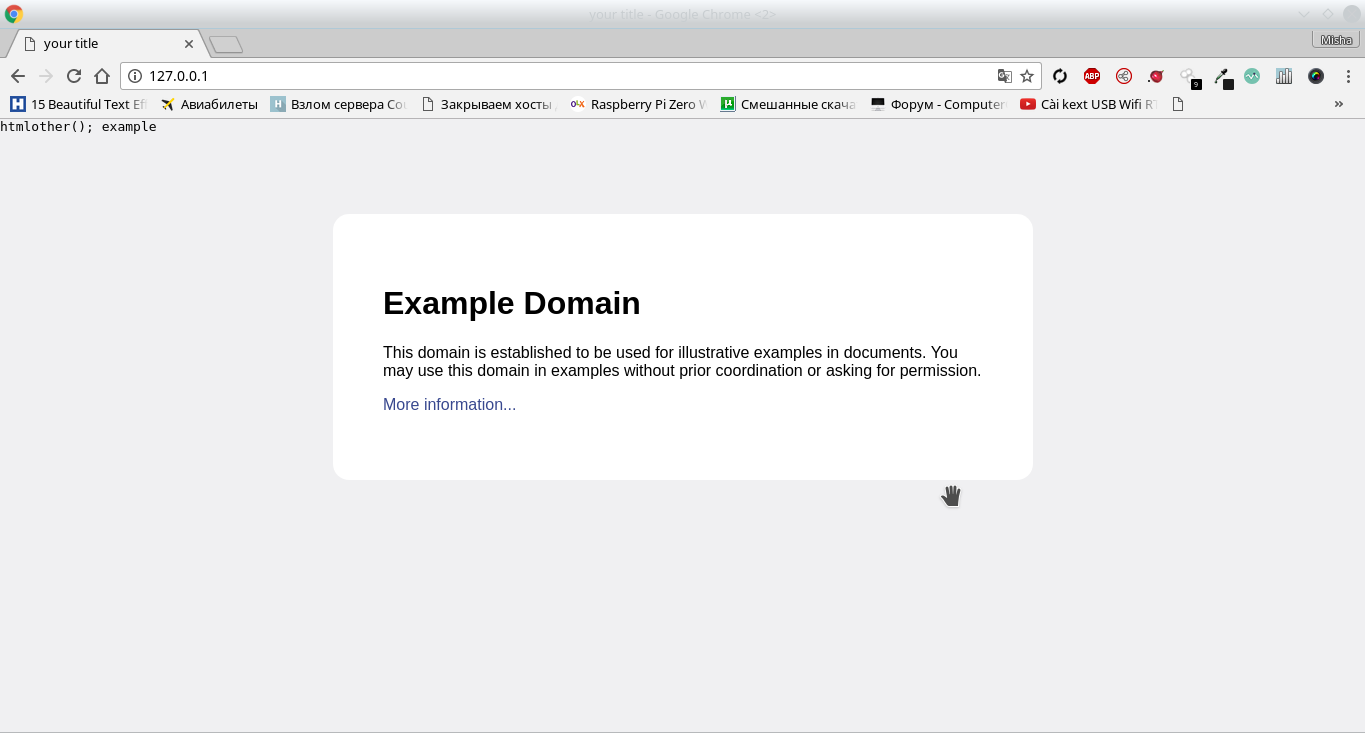 your title - Google Chrome <2>
your title
Misha
127.0.0.1
ABP
9
15 Beautiful Text Eff
Авиабилеты
Взлом сервера Cou
Закрываем хосты
Raspberry Pi Zero W
Смешанные скача
Форум - Computer
Cài kext USB Wifi RT
»
htmlother(); example
Example Domain
This domain is established to be used for illustrative examples in documents. You
may use this domain in examples without prior coordination or asking for permission.
More information...